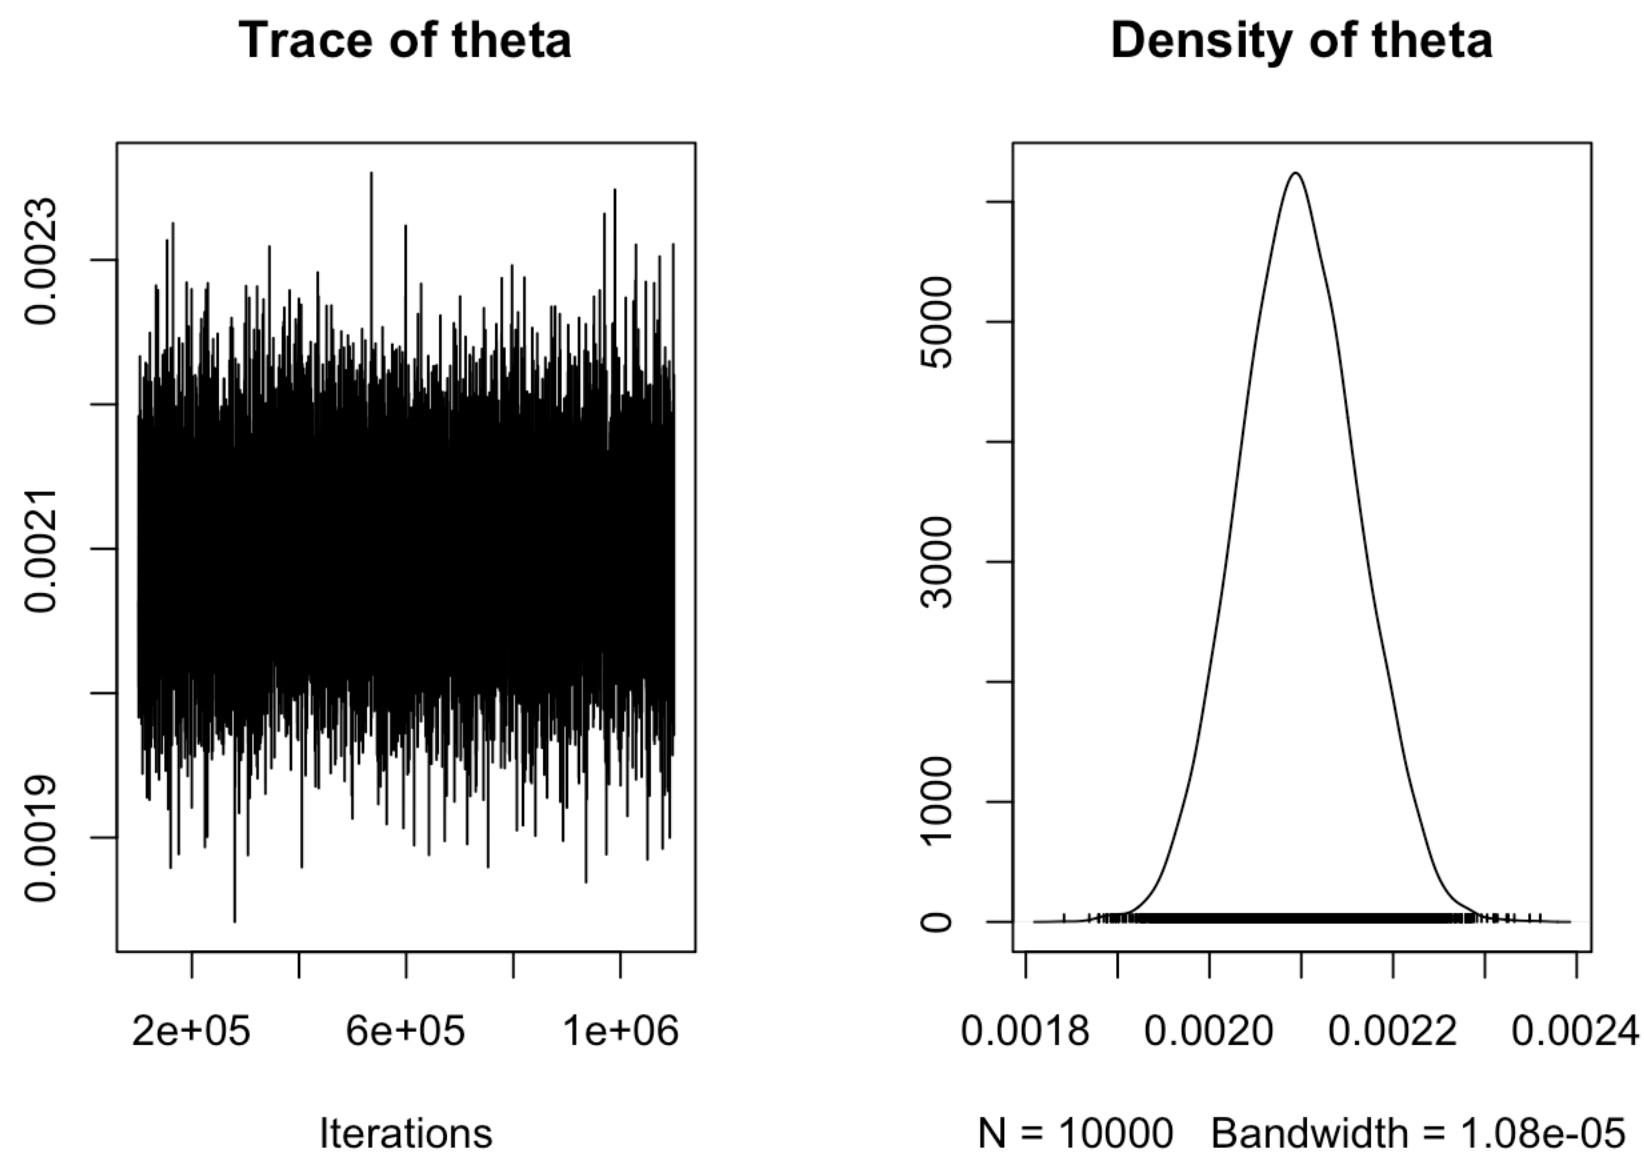 Trace of theta
0.0023
0.0021
0.0019
2e+05 6e+05 1e+06
Iterations
Density of theta
5000
3000
1000
0
0.0018 0.0020 0.0022 0.0024
N = 10000 Bandwidth = 1.08e-05